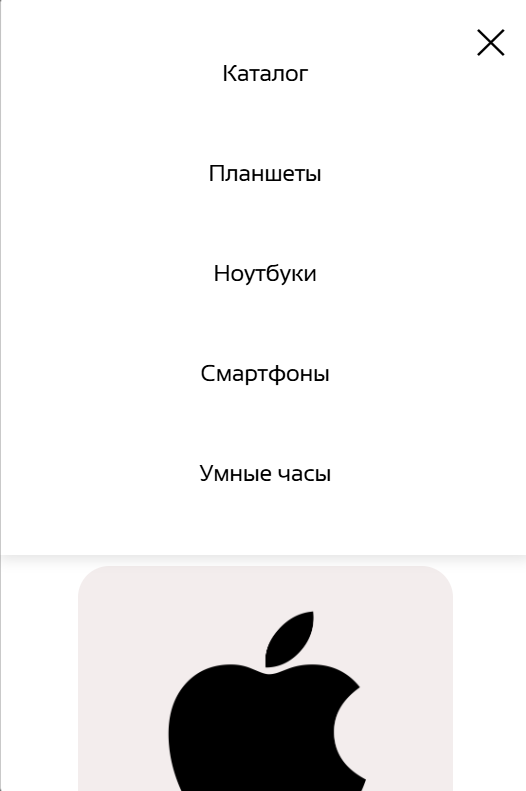 Каталог
Планшеты
Ноутбуки
Смартфоны
Умные часы